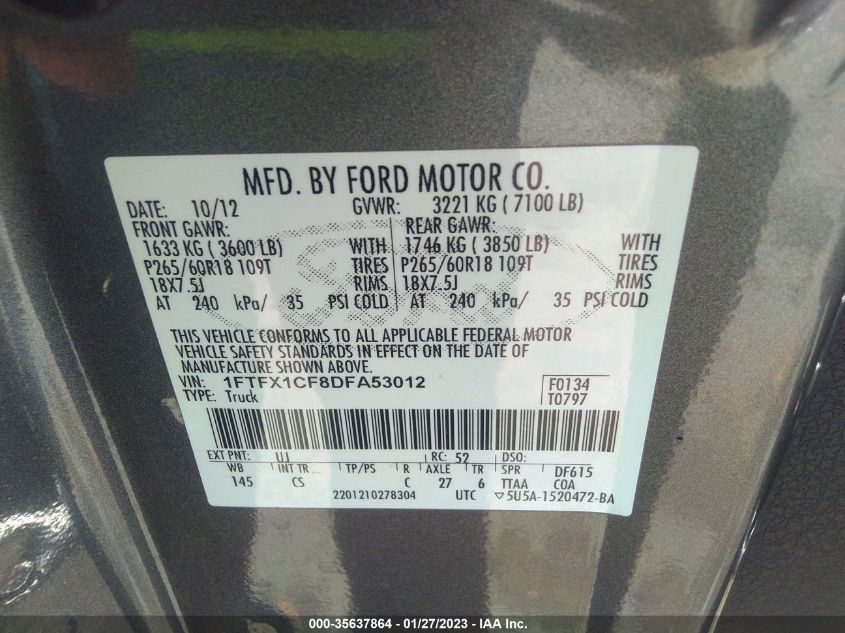 MFD. BY FORD MOTOR CO.
DATE: 10/12 GVWR: 3221 KG ( 7100 LB)
FRONT GAWR: REAR GAWR:
1633 KG ( 3600 LB) WITH 1746 KG ( 3850 LB) WITH
P265/60R18 109T TIRES P265/60R18 109T TIRES
18X7.5J RIMS 18X7.5J RIMS
AT 240 kPa/ 35 PSI COLD AT 240 kPa/ 35 PSI COLD
THIS VEHICLE CONFORMS TO ALL APPLICABLE FEDERAL MOTOR
VEHICLE SAFETY STANDARDS IN EFFECT ON THE DATE OF
MANUFACTURE SHOWN ABOVE.
VIN: 1FTFX1CF8DFA53012 F0134
TYPE: Truck T0797
EXT PNT: UJ RC: 52 DSO:
WB INT TR TP/PS R AXLE TR SPR DF615
145 CS C 27 6 TTAA COA
2201210278304 UTC ▽5U5A-1520472-BA
000-35637864 - 01/27/2023 - IAA Inc.